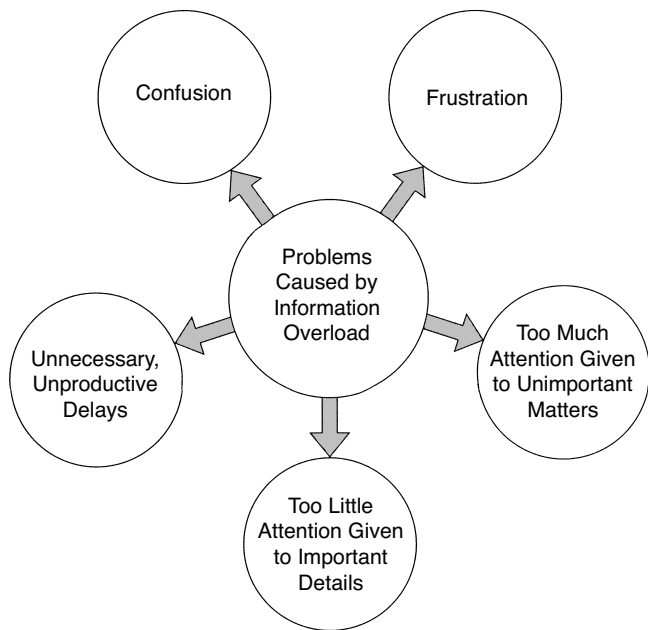 Confusion
Frustration
Problems
Caused by
Information
Overload
Unnecessary,
Unproductive
Delays
Too Much
Attention Given
to Unimportant
Matters
Too Little
Attention Given
to Important
Details